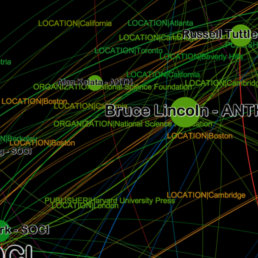 LOCATION|California
LOCATION|Atlanta
Russell Tuttle
LOCATION|Toronto
LOCATION|Beverly
LOCATION|California
ORGANIZATION|National Science Foundation
LOCATION|Cambridge
LOCATION|Boston
Bruce Lincoln - ANTH
ORGANIZATION|National Science Foundation
LOCATION|Boston
LOCATION|Boston
- SOCI
LOCATION|Cambridge
PUBLISHER|Harvard University Press
LOCATION|London
rk - SOCI
OCI